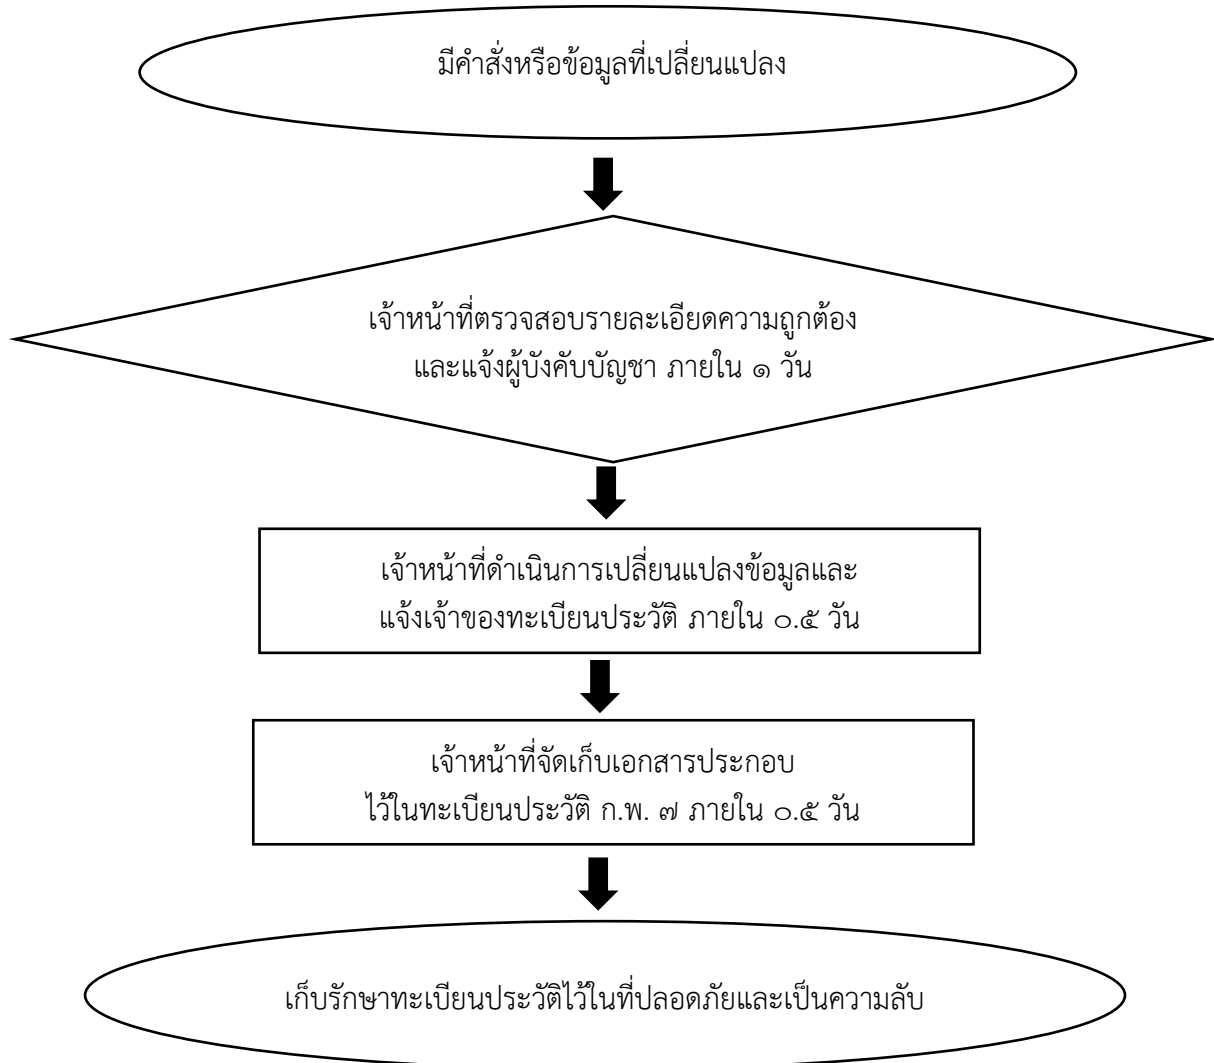 มีคำสั่งหรือข้อมูลที่เปลี่ยนแปลง
เจ้าหน้าที่ตรวจสอบรายละเอียดความถูกต้อง
และแจ้งผู้บังคับบัญชา ภายใน ๑ วัน
เจ้าหน้าที่ดำเนินการเปลี่ยนแปลงข้อมูลและ
แจ้งเจ้าของทะเบียนประวัติ ภายใน ๐.๕ วัน
เจ้าหน้าที่จัดเก็บเอกสารประกอบ
ไว้ในทะเบียนประวัติ ก.พ. ๗ ภายใน ๐.๕ วัน
เก็บรักษาทะเบียนประวัติไว้ในที่ปลอดภัยและเป็นความลับ